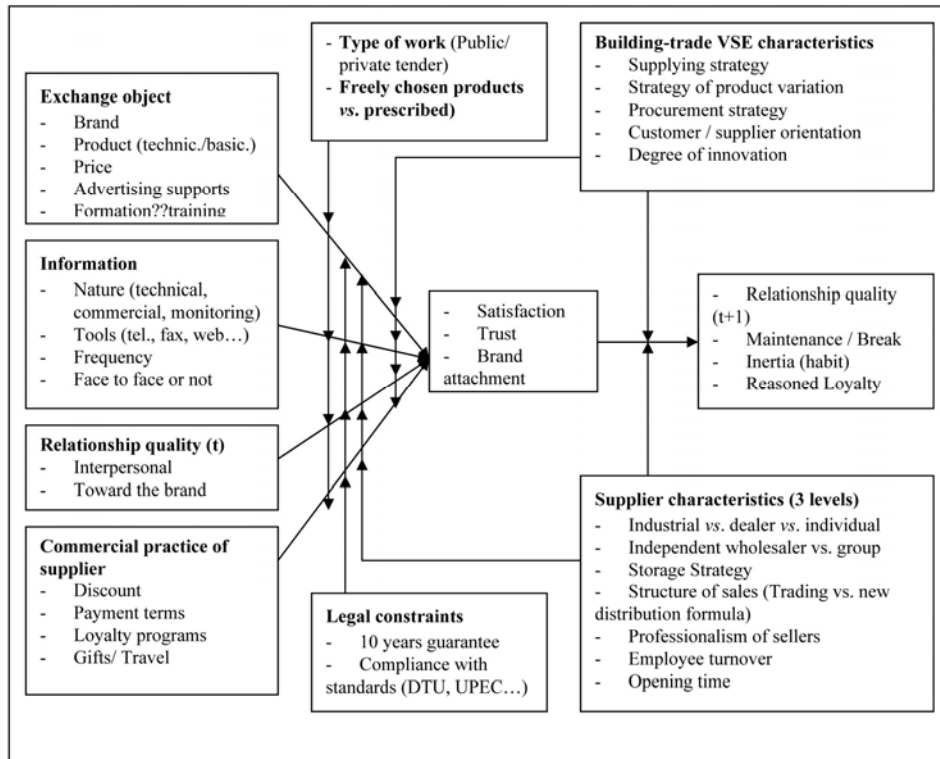 Exchange object
- Brand
- Product (technic./basic.)
- Price
- Advertising supports
- Formation??training
Information
- Nature (technical,
commercial, monitoring)
- Tools (tel., fax, web…)
- Frequency
- Face to face or not
Relationship quality (t)
- Interpersonal
- Toward the brand
Commercial practice of
supplier
- Discount
- Payment terms
- Loyalty programs
- Gifts/ Travel
- Type of work (Public/
private tender)
- Freely chosen products
vs. prescribed)
Legal constraints
- 10 years guarantee
- Compliance with
standards (DTU, UPEC…)
- Satisfaction
- Trust
- Brand
attachment
Building-trade VSE characteristics
- Supplying strategy
- Strategy of product variation
- Procurement strategy
- Customer / supplier orientation
- Degree of innovation
- Relationship quality
(t+1)
- Maintenance / Break
- Inertia (habit)
- Reasoned Loyalty
Supplier characteristics (3 levels)
- Industrial vs. dealer vs. individual
- Independent wholesaler vs. group
- Storage Strategy
- Structure of sales (Trading vs. new
distribution formula)
- Professionalism of sellers
- Employee turnover
- Opening time